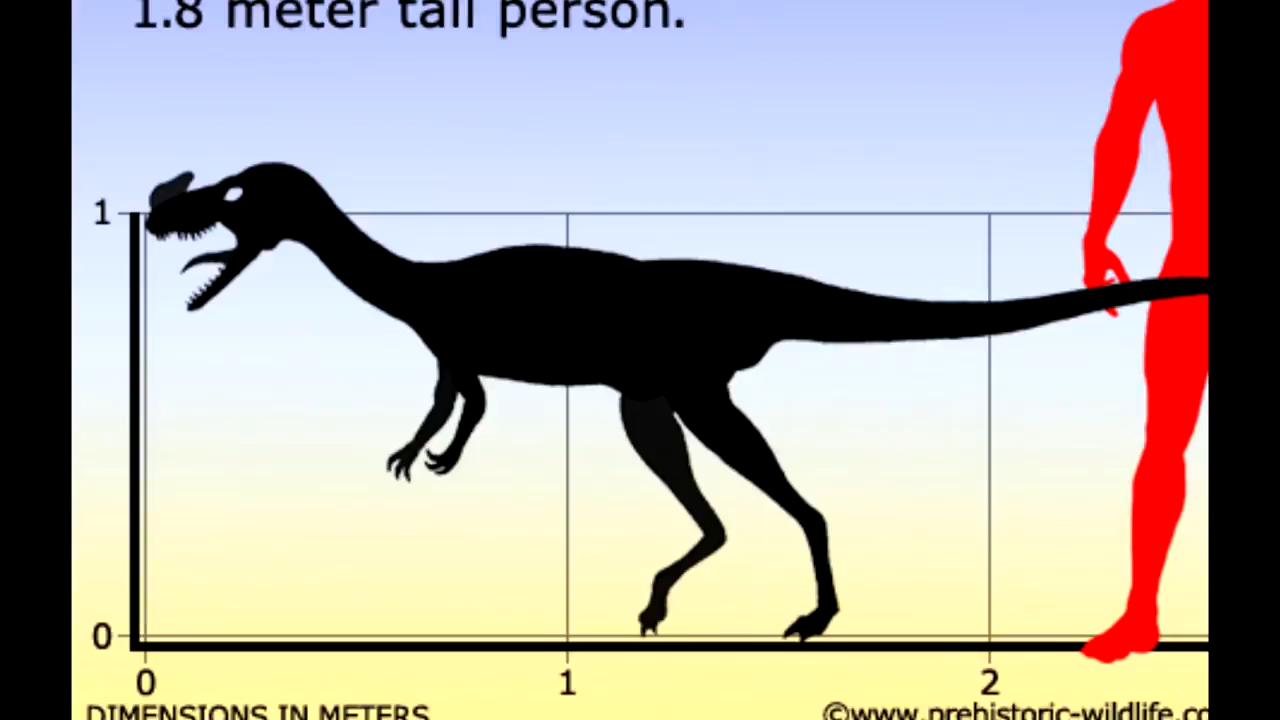 1.8 meter tall person.
1
0
0 1 2
DIMENSIONS IN METERS
©www.prehistoric-wildlife.co